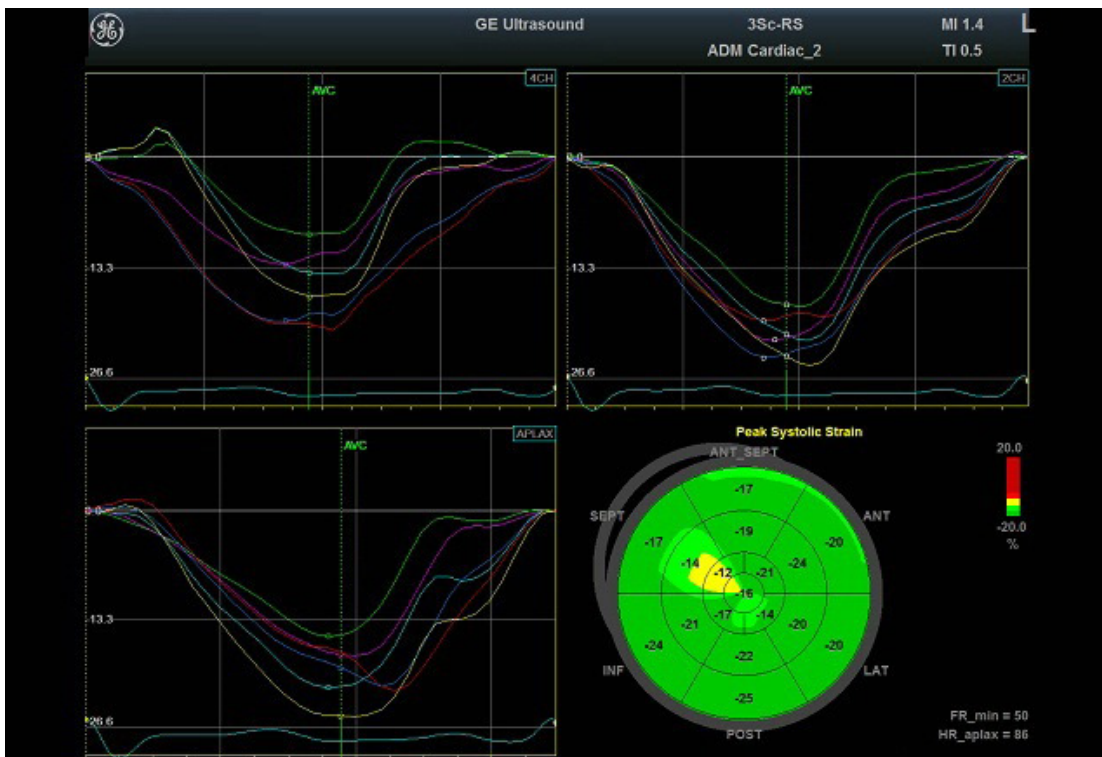 GE Ultrasound 3Sc-RS MI 1.4 L
ADM Cardiac_2 TI 0.5
4CH
AVC
0.0
-13.3
-26.6
2CH
AVC
0.0
-13.3
-26.6
APLAX
AVC
0.0
-13.3
-26.6
Peak Systolic Strain
ANT_SEPT
SEPT
ANT
INF
LAT
POST
-17
-17 -19 -20
-14 -12 -21 -24
-16
-21 -17 -14 -20
-24 -22 -20
-25
20.0
-20.0
%
FR_min = 50
HR_aplax = 86